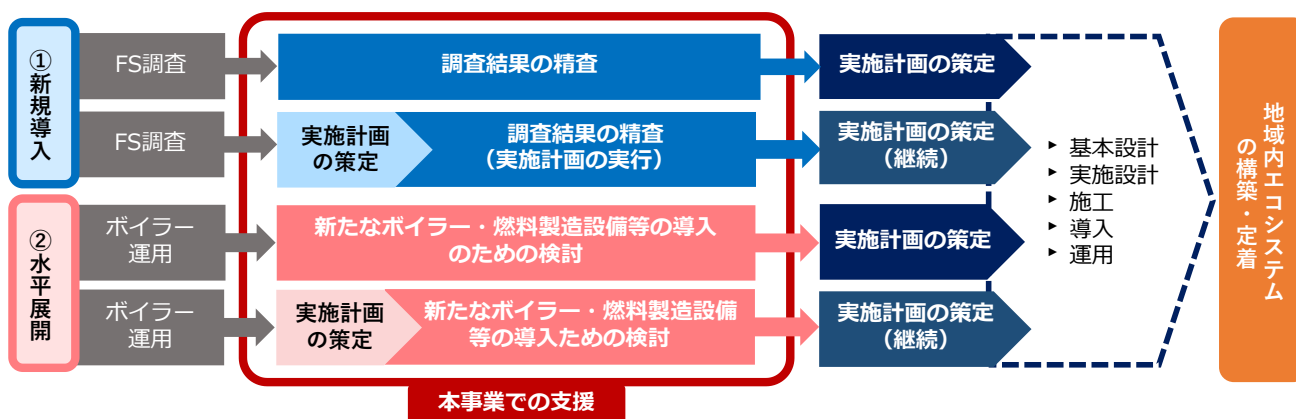 ①新規導入
FS調査
調査結果の精査
実施計画の策定
FS調査
実施計画
の策定
調査結果の精査
（実施計画の実行）
実施計画の策定
（継続）
②水平展開
ボイラー
運用
新たなボイラー・燃料製造設備等の導入
のための検討
実施計画の策定
ボイラー
運用
実施計画
の策定
新たなボイラー・燃料製造設備
等の導入ための検討
実施計画の策定
（継続）
本事業での支援
▸ 基本設計
▸ 実施設計
▸ 施工
▸ 導入
▸ 運用
地域内エコシステム
の構築・定着